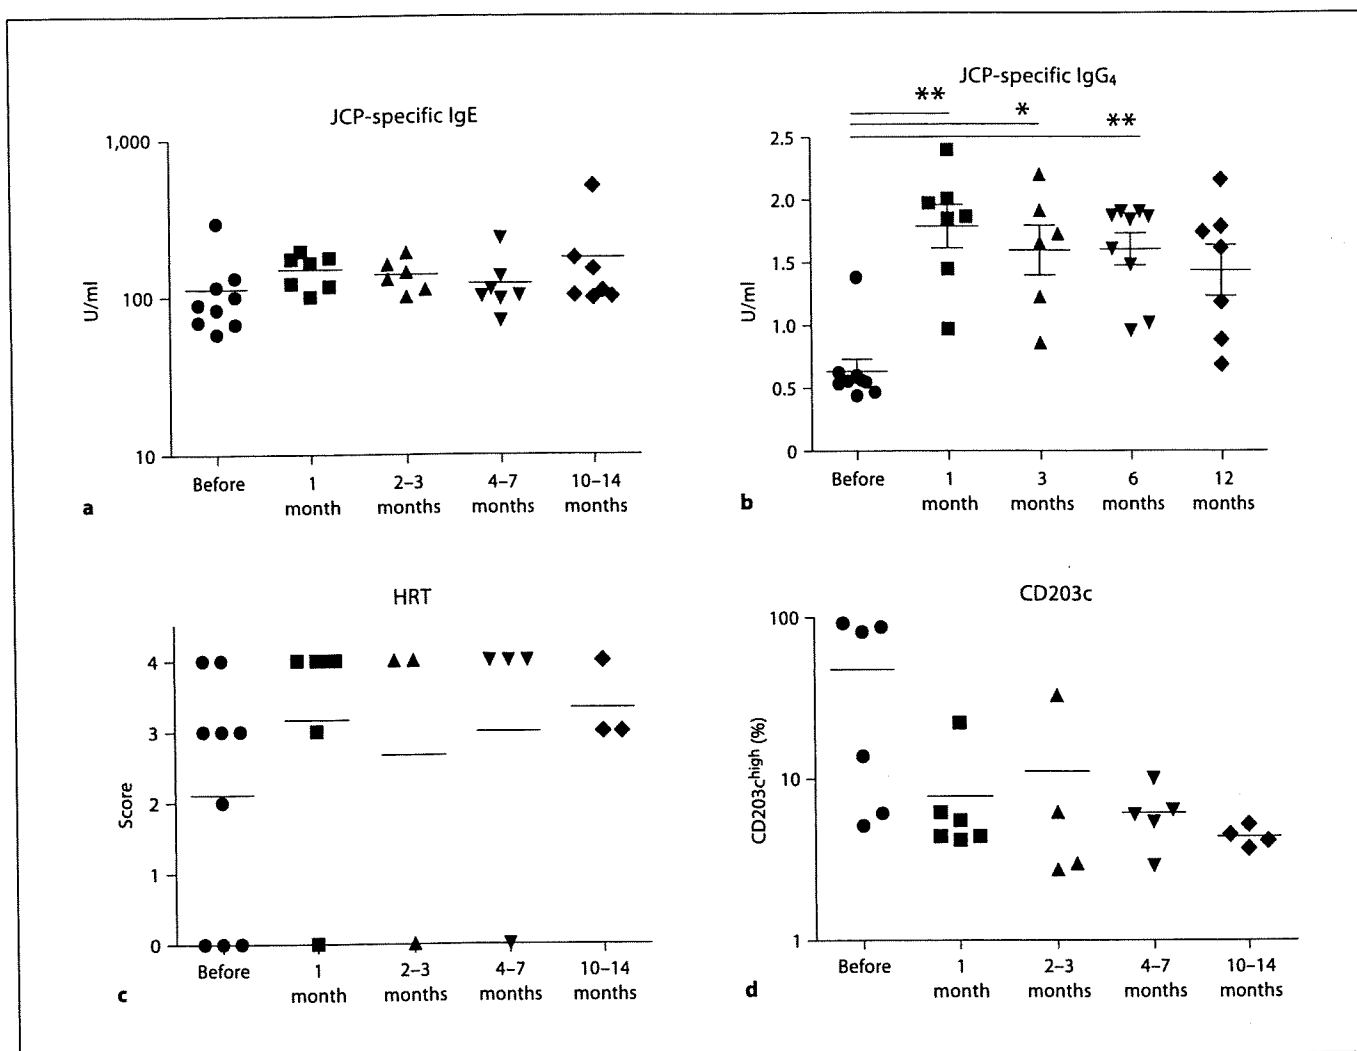 JCP-specific IgE
1,000
100
10
U/ml
Before
1
month
2–3
months
4–7
months
10–14
months
a
JCP-specific IgG4
**
*
**
2.5
2.0
1.5
1.0
0.5
0
U/ml
Before
1
month
3
months
6
months
12
months
b
HRT
4
3
2
1
0
Score
Before
1
month
2–3
months
4–7
months
10–14
months
c
CD203c
100
10
1
CD203chigh (%)
Before
1
month
2–3
months
4–7
months
10–14
months
d